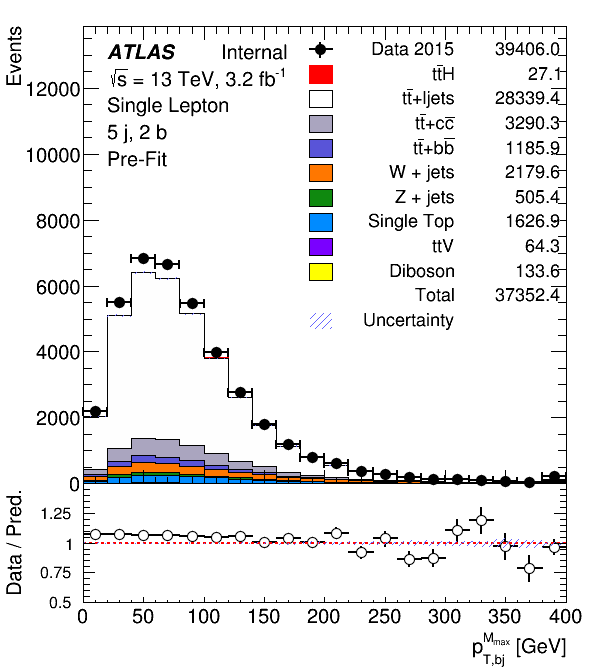 Events
ATLAS Internal
√s = 13 TeV, 3.2 fb⁻¹
Single Lepton
5 j, 2 b
Pre-Fit
Data 2015 39406.0
tt̄H 27.1
tt̄+ljets 28339.4
tt̄+cc̄ 3290.3
tt̄+bb̄ 1185.9
W + jets 2179.6
Z + jets 505.4
Single Top 1626.9
ttV 64.3
Diboson 133.6
Total 37352.4
Uncertainty
12000
10000
8000
6000
4000
2000
0
Data / Pred.
1.25
1
0.75
0.5
0 50 100 150 200 250 300 350 400
p_{T,bj}^{M_{max}} [GeV]